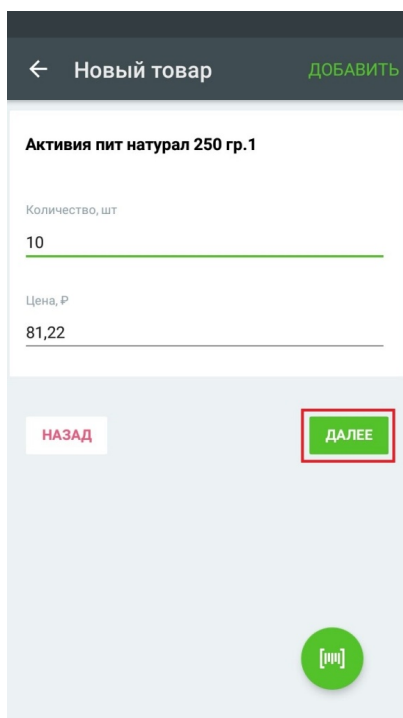 Новый товар
ДОБАВИТЬ
Активия пит натурал 250 гр.1
Количество, шт
10
Цена, ₽
81,22
НАЗАД
ДАЛЕЕ